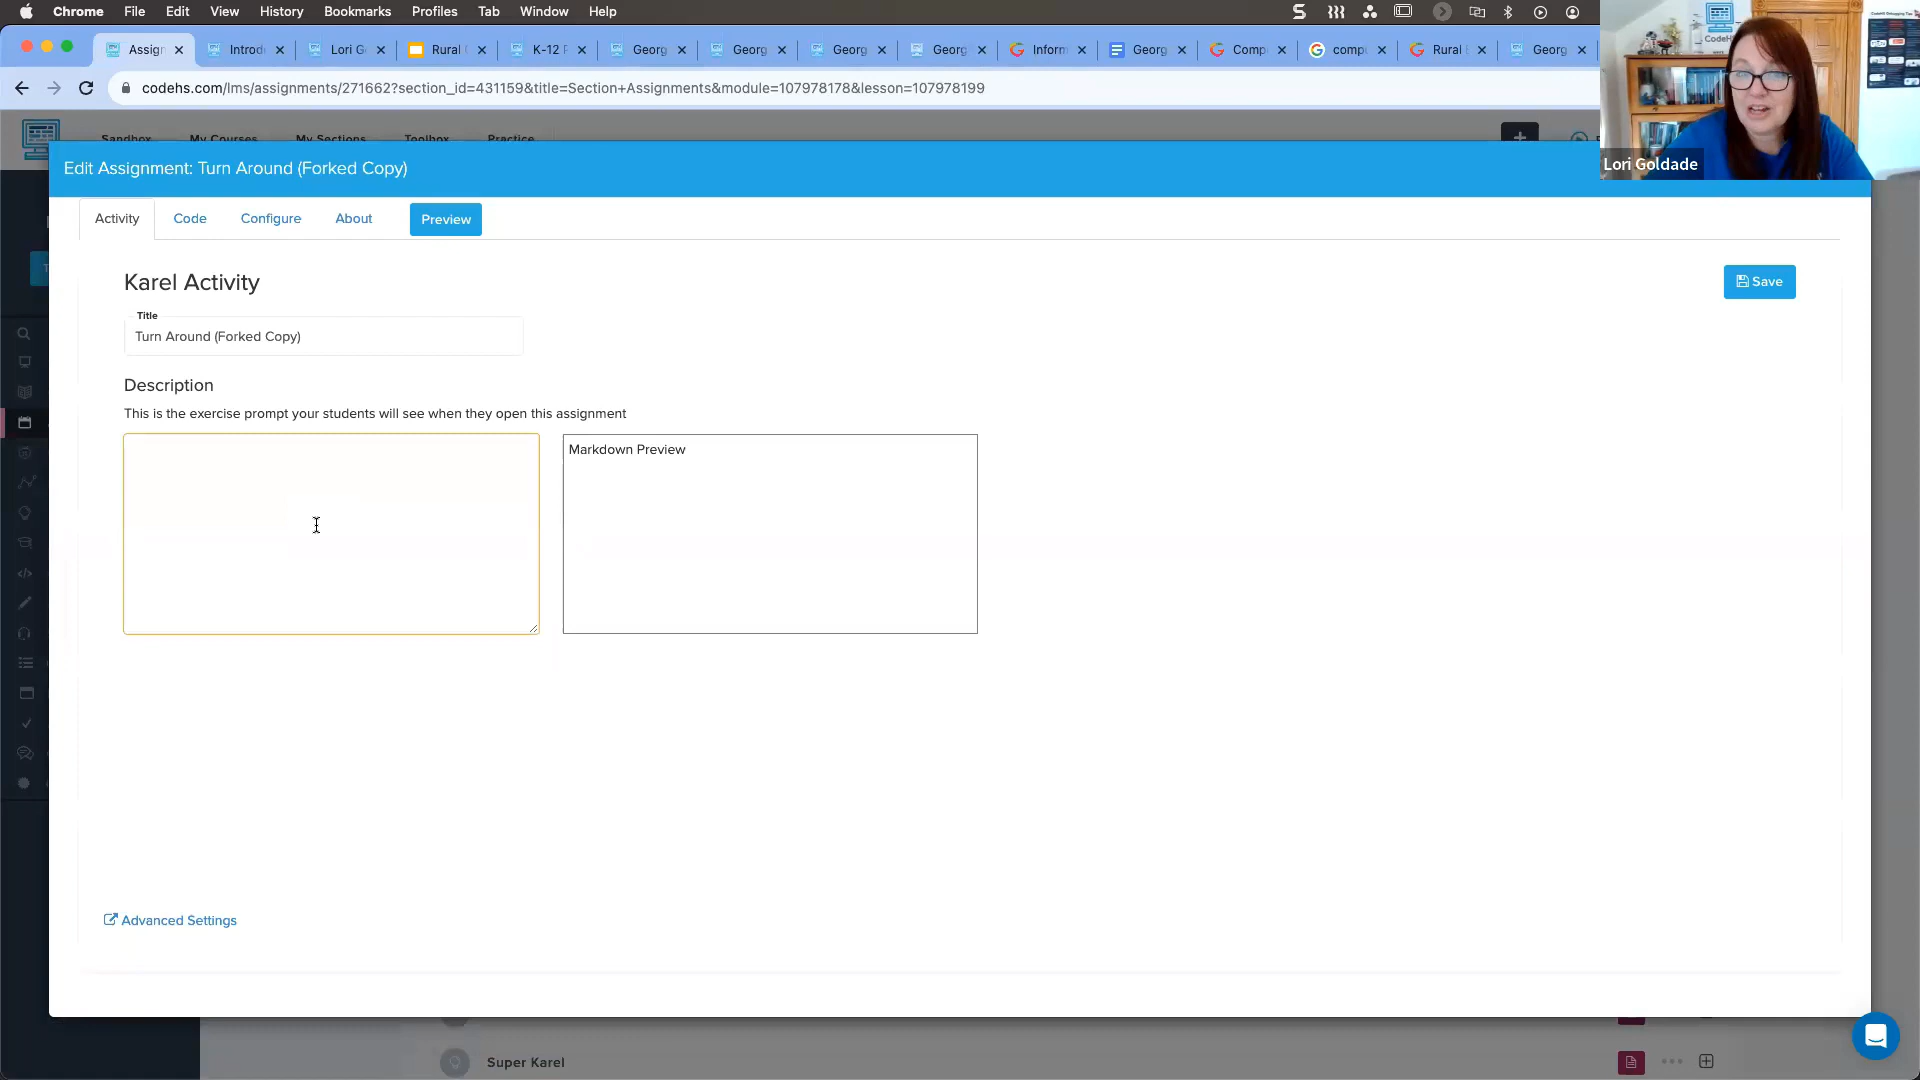 Chrome File Edit View History Bookmarks Profiles Tab Window Help
Assign Introd Lori G Rural K-12 F Georg Georg Georg Georg Inform Georg Comp compu Rural Georg
codehs.com/lms/assignments/271662?section_id=431159&title=Section+Assignments&module=107978178&lesson=107978199
Sandbox My Courses My Sections Toolbox Practice
Lori Goldade
Edit Assignment: Turn Around (Forked Copy)
Activity Code Configure About Preview
Karel Activity
Save
Title
Turn Around (Forked Copy)
Description
This is the exercise prompt your students will see when they open this assignment
Markdown Preview
Advanced Settings
Super Karel